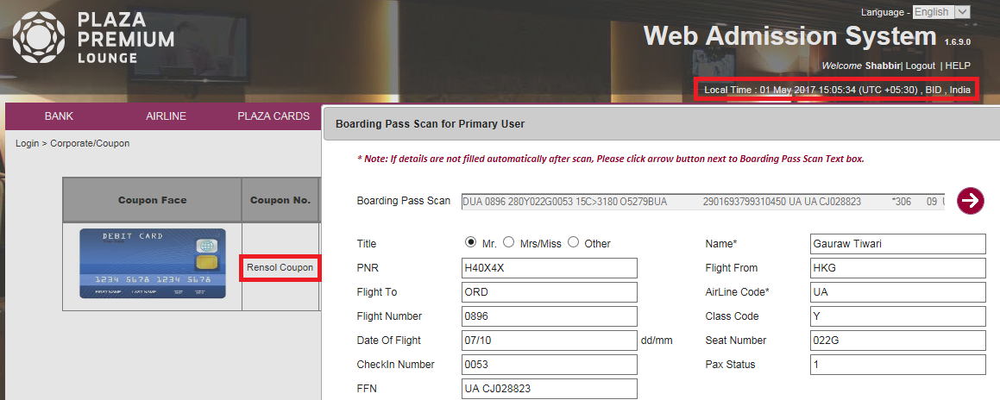 PLAZA
PREMIUM
LOUNGE
Language - English
Web Admission System 1.6.9.0
Welcome Shabbir| Logout | HELP
Local Time : 01 May 2017 15:05:34 (UTC +05:30) , BID , India
BANK AIRLINE PLAZA CARDS
Login > Corporate/Coupon
Coupon Face Coupon No.
DEBIT CARD
1234 5678 1234 5678
FIRST NAME LAST NAME
Rensol Coupon
Boarding Pass Scan for Primary User
* Note: If details are not filled automatically after scan, Please click arrow button next to Boarding Pass Scan Text box.
Boarding Pass Scan DUA 0896 280Y022G0053 15C>3180 O5279BUA 2901693799310450 UA UA CJ028823 *306 09
Title Mr. Mrs/Miss Other Name* Gauraw Tiwari
PNR H40X4X Flight From HKG
Flight To ORD AirLine Code* UA
Flight Number 0896 Class Code Y
Date Of Flight 07/10 dd/mm Seat Number 022G
CheckIn Number 0053 Pax Status 1
FFN UA CJ028823